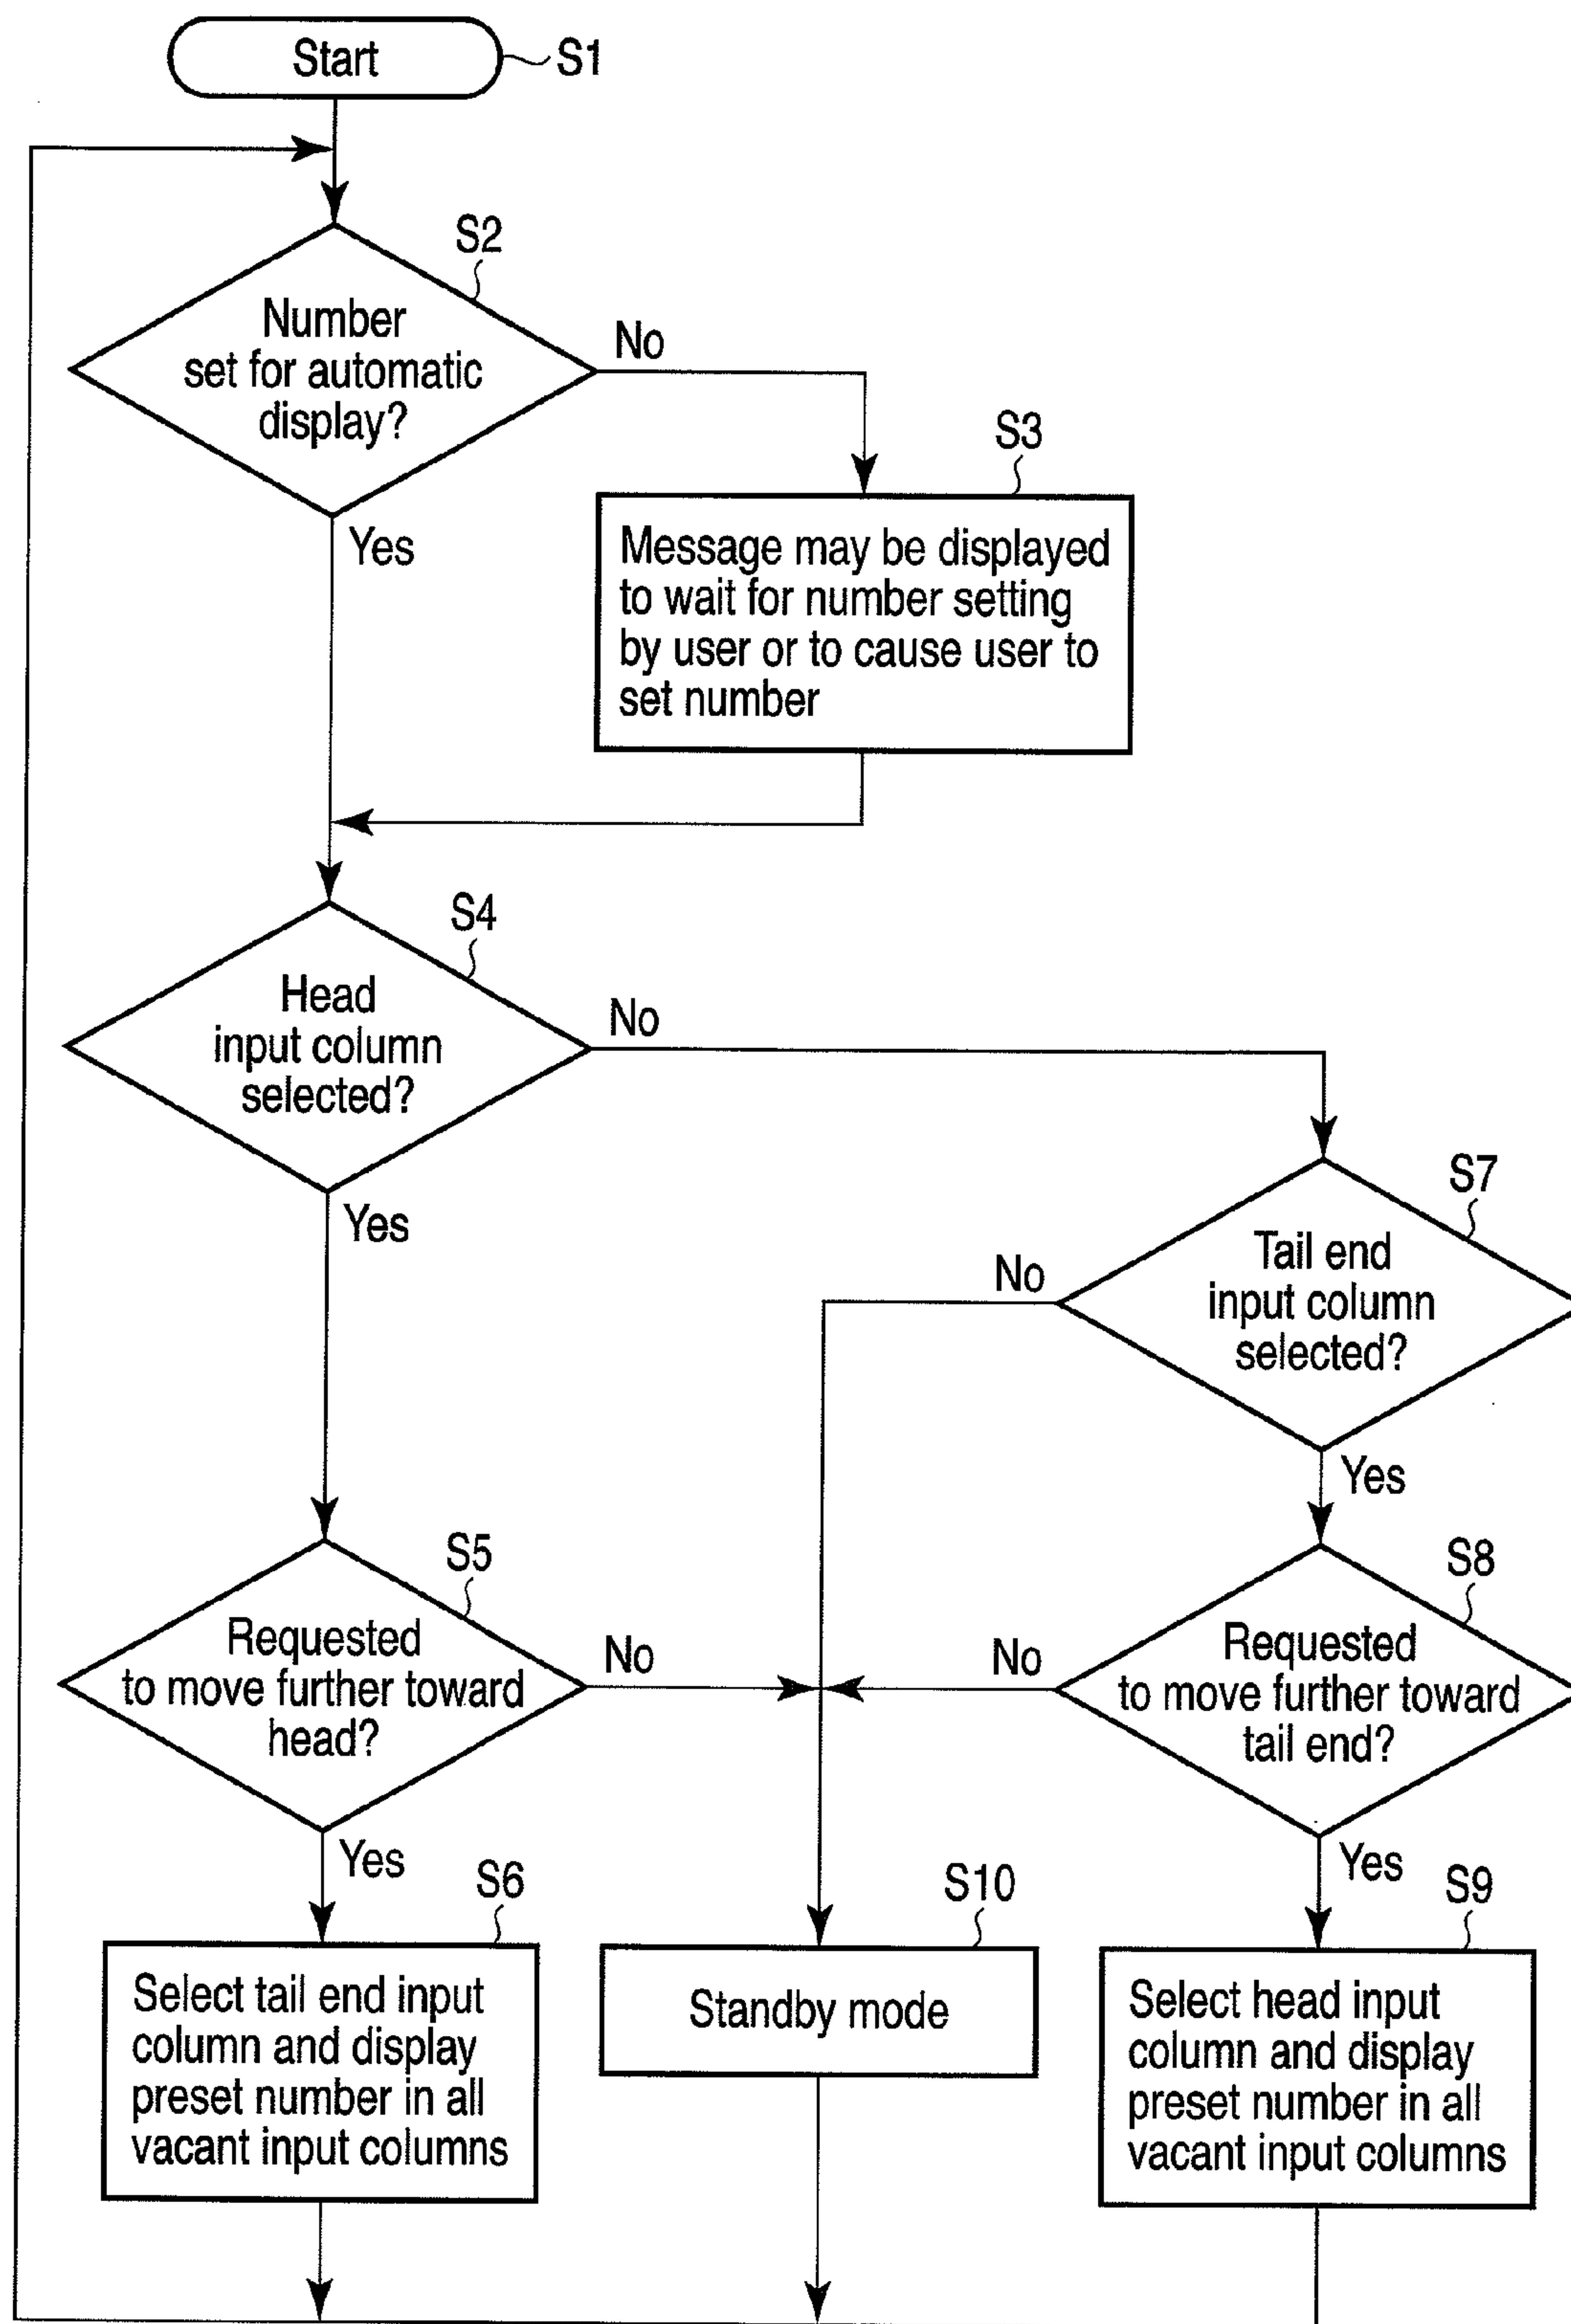 Start
S1
S2
Number
set for automatic
display?
No
Yes
S3
Message may be displayed
to wait for number setting
by user or to cause user to
set number
S4
Head
input column
selected?
No
Yes
S7
Tail end
input column
selected?
No
Yes
S5
Requested
to move further toward
head?
No
Yes
S8
Requested
to move further toward
tail end?
No
Yes
S6
Select tail end input
column and display
preset number in all
vacant input columns
S10
Standby mode
S9
Select head input
column and display
preset number in all
vacant input columns